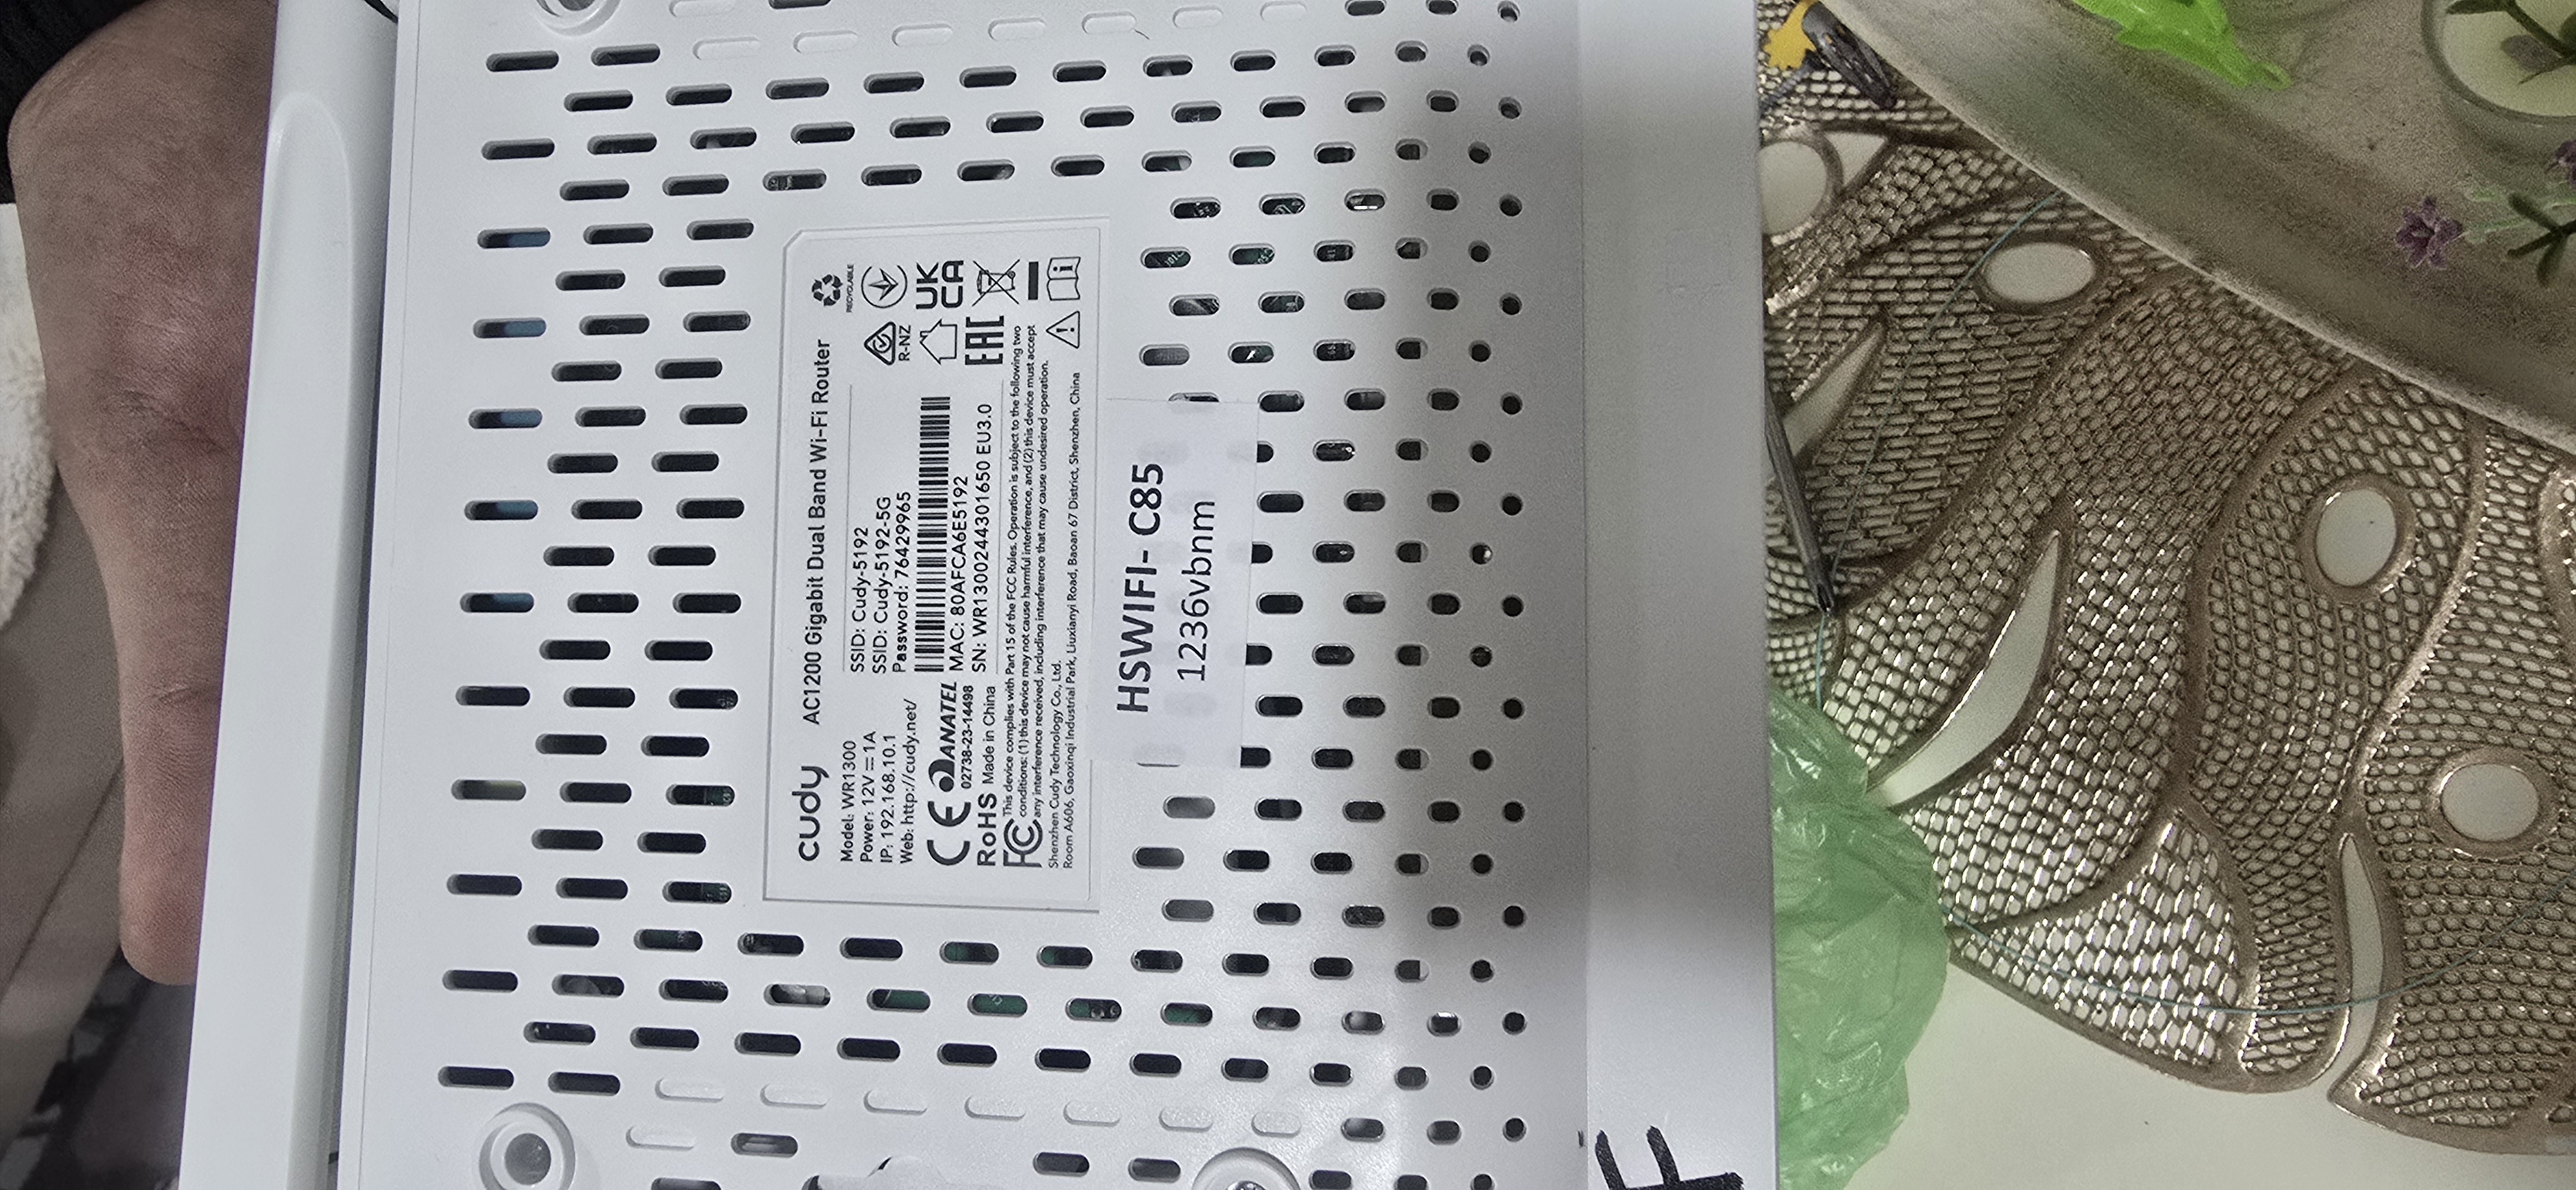 cudy AC1200 Gigabit Dual Band Wi-Fi Router
RECYCLABLE
Model: WR1300
Power: 12V⎓1A
IP: 192.168.10.1
Web: http://cudy.net/
SSID: Cudy-5192
SSID: Cudy-5192-5G
Password: 76429965
MAC: 80AFCA6E5192
SN: WR1300244301650 EU3.0
R-NZ
UK
CA
EAC
CE
ANATEL
02738-23-14498
RoHS Made in China
FC
This device complies with Part 15 of the FCC Rules. Operation is subject to the following two
conditions: (1) this device may not cause harmful interference, and (2) this device must accept
any interference received, including interference that may cause undesired operation.
Shenzhen Cudy Technology Co., Ltd.
Room A606, Gaoxinqi Industrial Park, Liuxianyi Road, Baoan 67 District, Shenzhen, China
HSWIFI- C85
1236vbnm
F